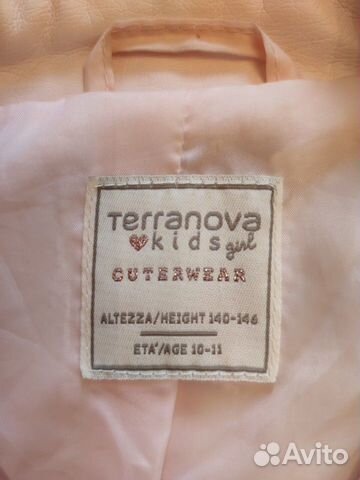 Terranova
kids girl
OUTERWEAR
ALTEZZA/HEIGHT 140-146
ETA'/AGE 10-11
Avito